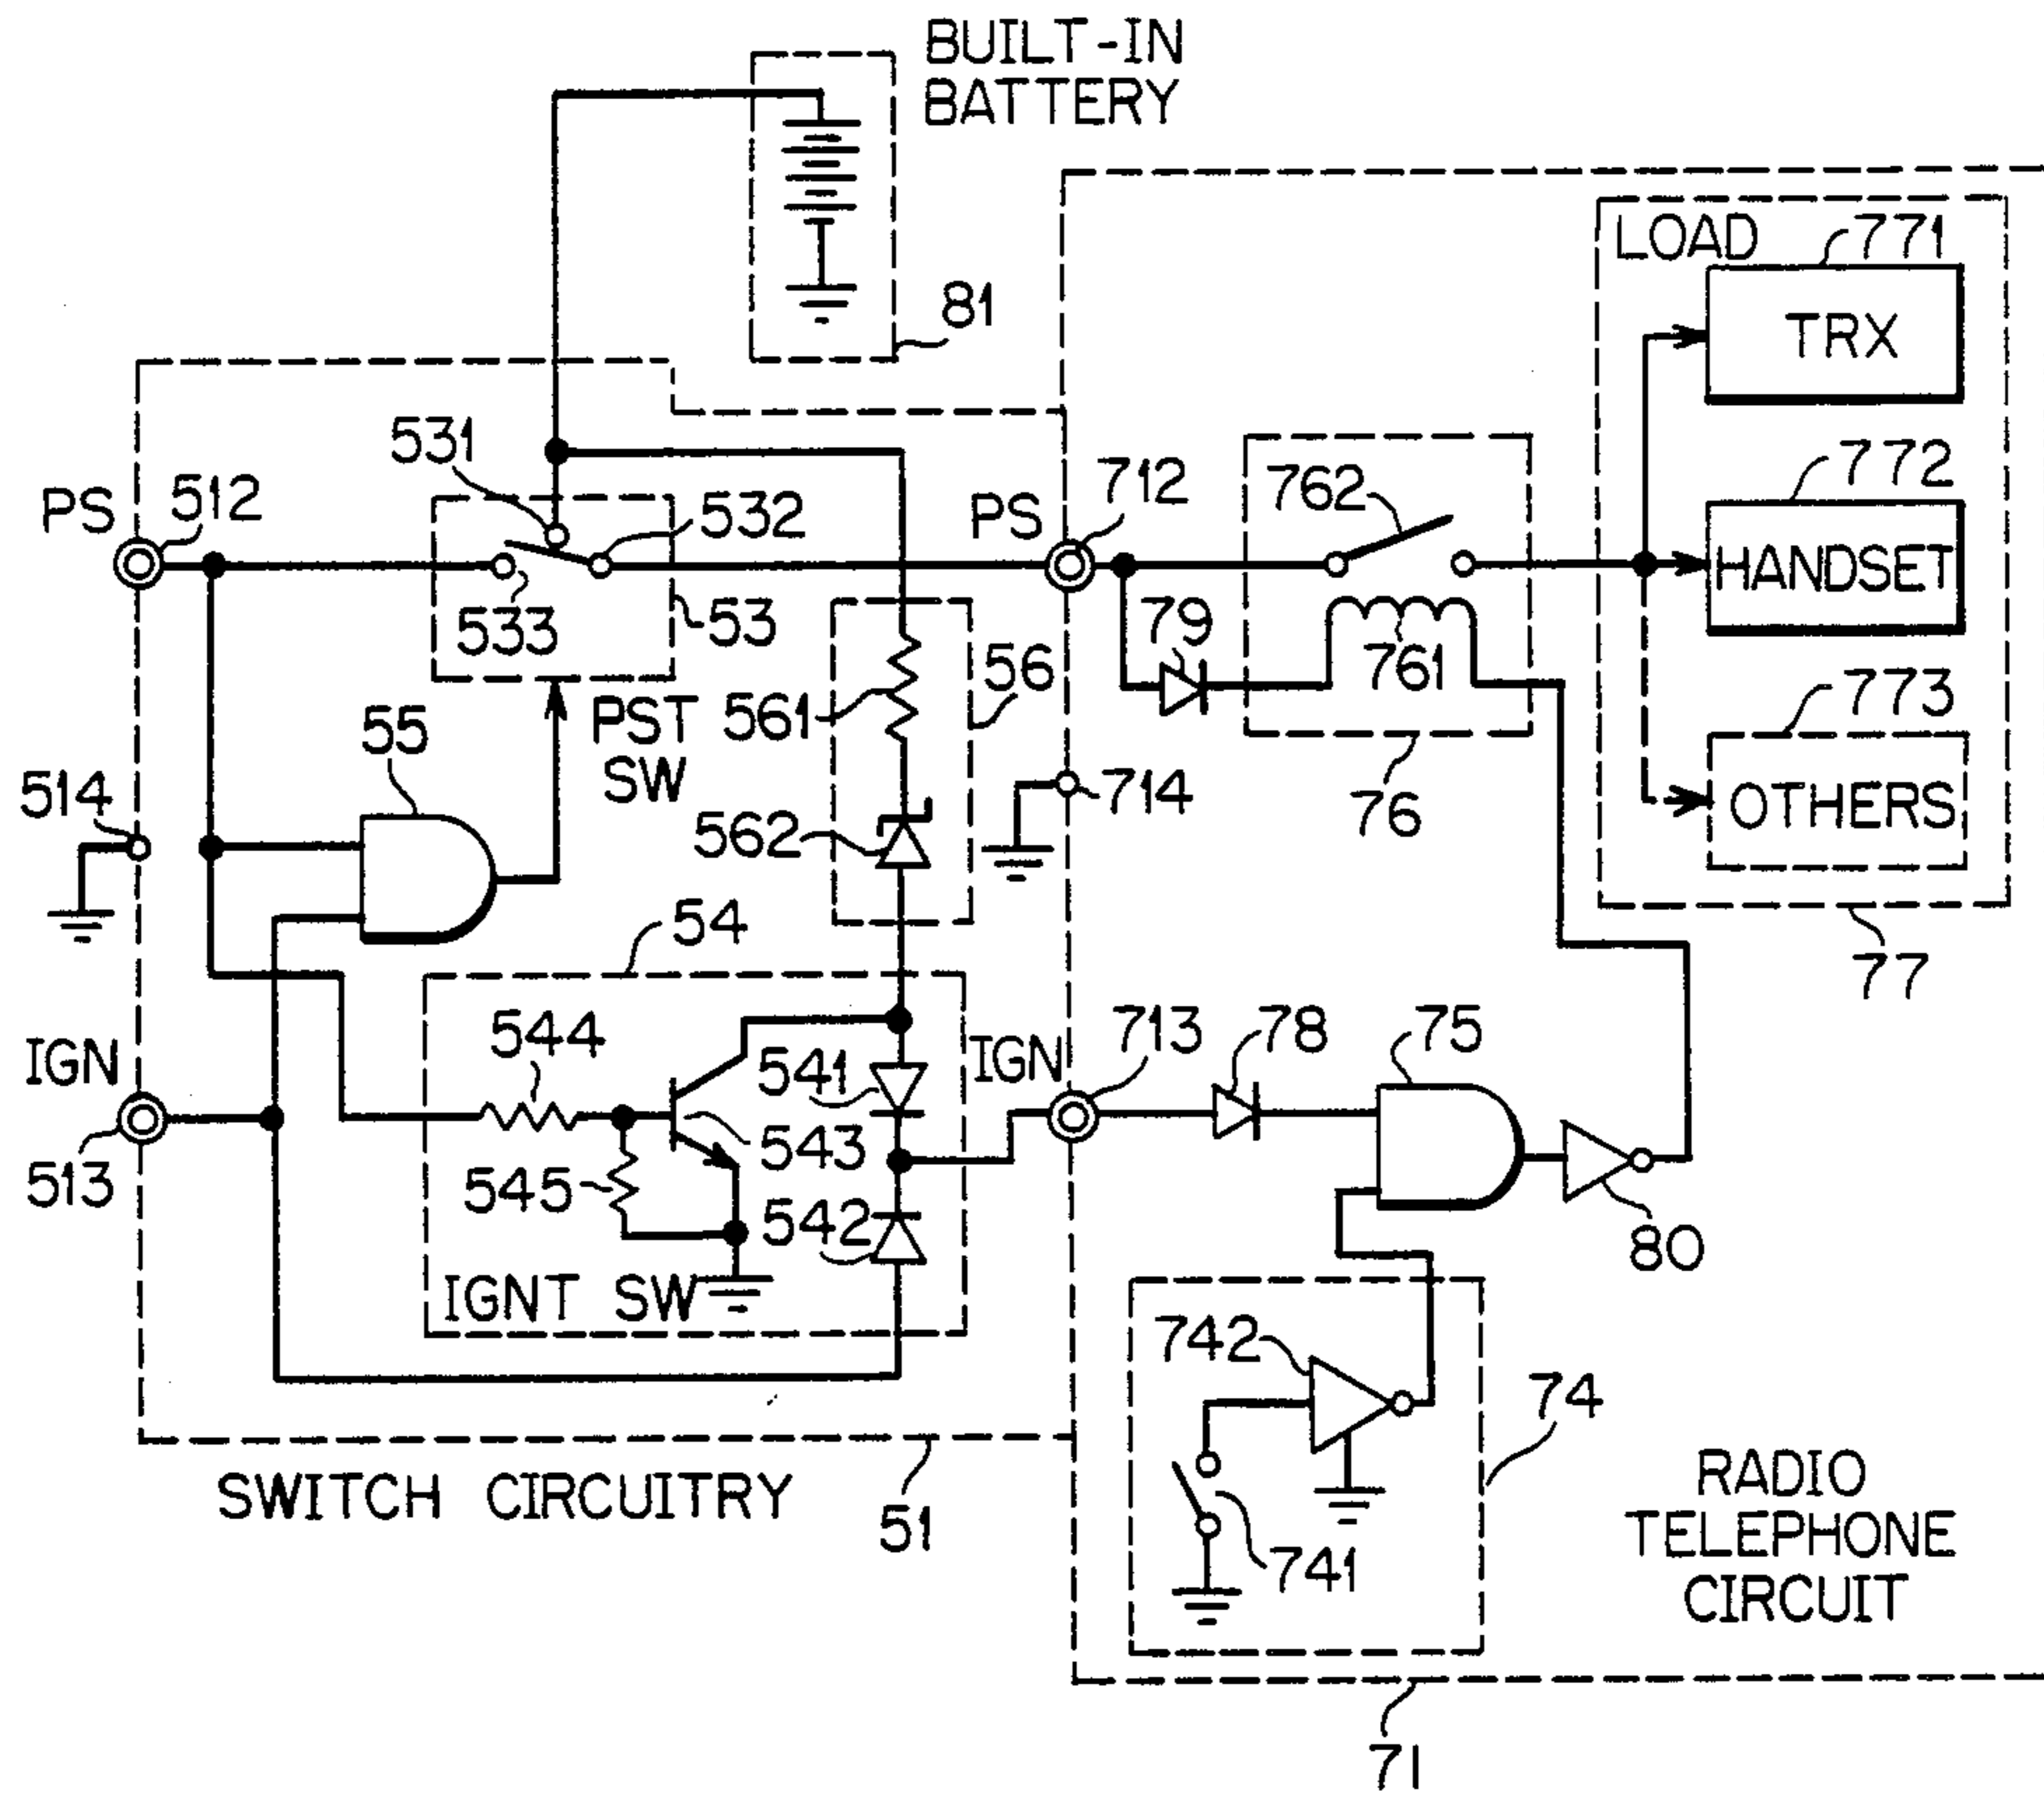 BUILT-IN
BATTERY
81
LOAD
771
TRX
531
PS
512
532
PS
712
762
772
HANDSET
533
53
79
761
561
56
773
55
PST
SW
714
76
OTHERS
514
562
54
77
IGN
544
541
IGN
713
78
75
543
513
545
542
80
IGNT SW
742
74
SWITCH CIRCUITRY
51
741
RADIO
TELEPHONE
CIRCUIT
71